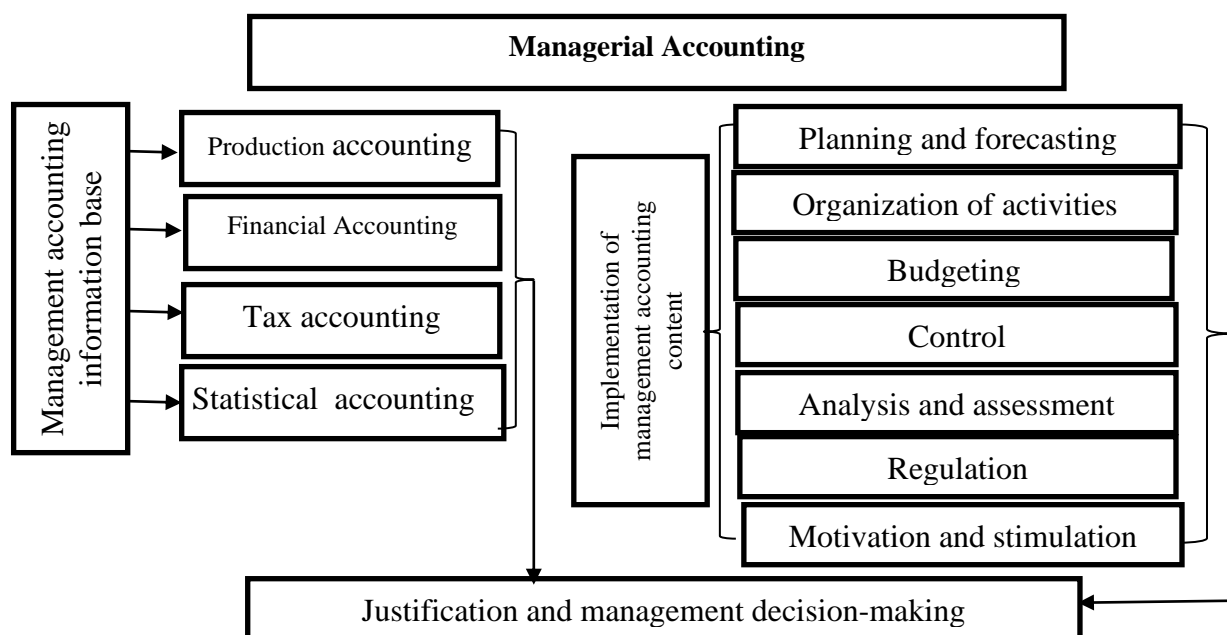 Managerial Accounting
Management accounting
information base
Production accounting
Financial Accounting
Tax accounting
Statistical accounting
Implementation of
management accounting
content
Planning and forecasting
Organization of activities
Budgeting
Control
Analysis and assessment
Regulation
Motivation and stimulation
Justification and management decision-making